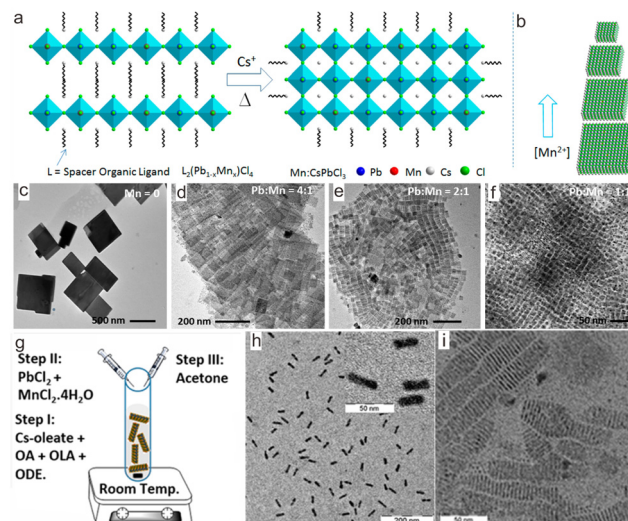 a
b
Cs⁺
Δ
L = Spacer Organic Ligand
L₂(Pb₁₋ₓMnₓ)Cl₄
Mn:CsPbCl₃
Pb
Mn
Cs
Cl
[Mn²⁺]
c
Mn = 0
500 nm
d
Pb:Mn = 4:1
200 nm
e
Pb:Mn = 2:1
200 nm
f
Pb:Mn = 1:1
100 nm
g
Step II:
PbCl₂ +
MnCl₂.4H₂O
Step I:
Cs-oleate +
OA + OLA +
ODE.
Step III:
Acetone
Room Temp.
h
50 nm
200 nm
i
50 nm